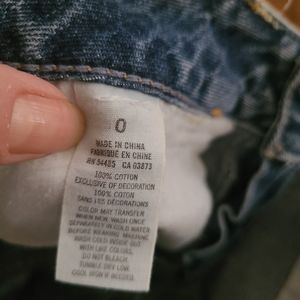 0
MADE IN CHINA
FABRIQUÉ EN CHINE
RN 54485 CA 03873
100% COTTON
EXCLUSIVE OF DECORATION
100% COTON
SANS LES DÉCORATIONS
COLOR MAY TRANSFER
WHEN NEW. WASH ONCE
SEPARATELY IN COLD WATER
BEFORE WEARING. MACHINE
WASH COLD INSIDE OUT
WITH LIKE COLORS.
DO NOT BLEACH.
TUMBLE DRY LOW.
COOL IRON IF NEEDED.